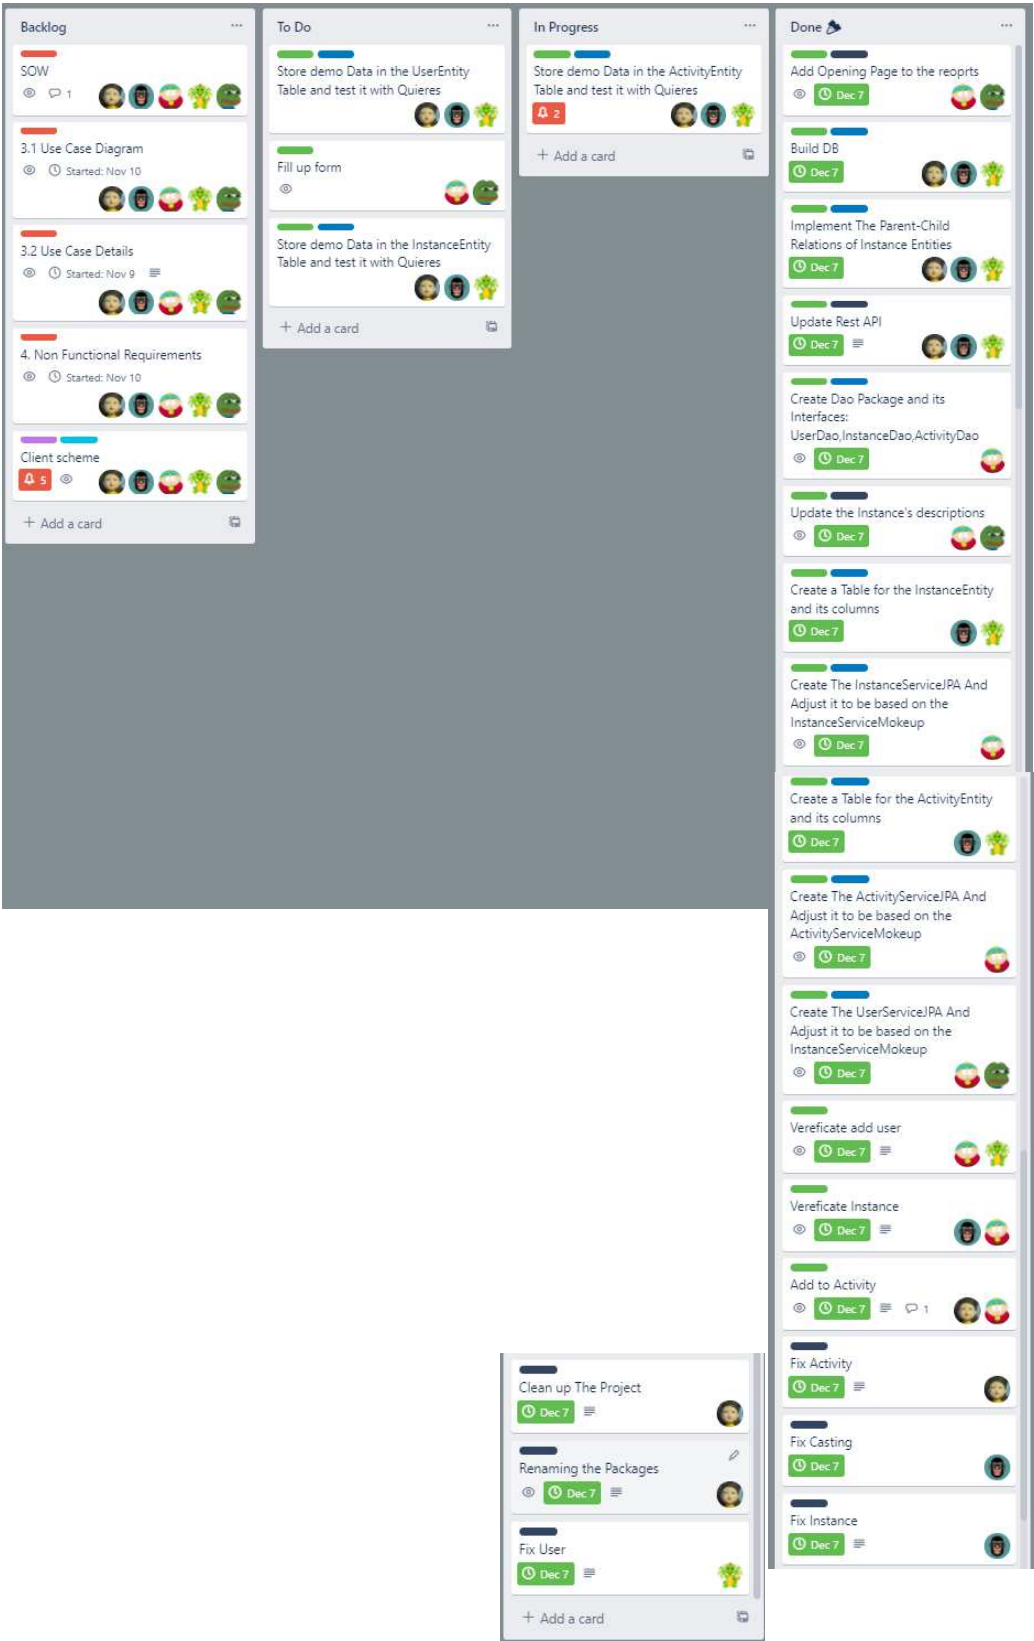 Backlog
SOW
1
3.1 Use Case Diagram
Started: Nov 10
3.2 Use Case Details
Started: Nov 9
4. Non Functional Requirements
Started: Nov 10
Client scheme
5
+ Add a card
To Do
Store demo Data in the UserEntity
Table and test it with Quieres
Fill up form
Store demo Data in the InstanceEntity
Table and test it with Quieres
+ Add a card
In Progress
Store demo Data in the ActivityEntity
Table and test it with Quieres
2
+ Add a card
Done
Add Opening Page to the reoprts
Dec 7
Build DB
Dec 7
Implement The Parent-Child
Relations of Instance Entities
Dec 7
Update Rest API
Dec 7
Create Dao Package and its
Interfaces:
UserDao,InstanceDao,ActivityDao
Dec 7
Update the Instance's descriptions
Dec 7
Create a Table for the InstanceEntity
and its columns
Dec 7
Create The InstanceServiceJPA And
Adjust it to be based on the
InstanceServiceMokeup
Dec 7
Create a Table for the ActivityEntity
and its columns
Dec 7
Create The ActivityServiceJPA And
Adjust it to be based on the
ActivityServiceMokeup
Dec 7
Create The UserServiceJPA And
Adjust it to be based on the
InstanceServiceMokeup
Dec 7
Vereficate add user
Dec 7
Vereficate Instance
Dec 7
Add to Activity
Dec 7 1
Fix Activity
Dec 7
Fix Casting
Dec 7
Fix Instance
Dec 7
Clean up The Project
Dec 7
Renaming the Packages
Dec 7
Fix User
Dec 7
+ Add a card